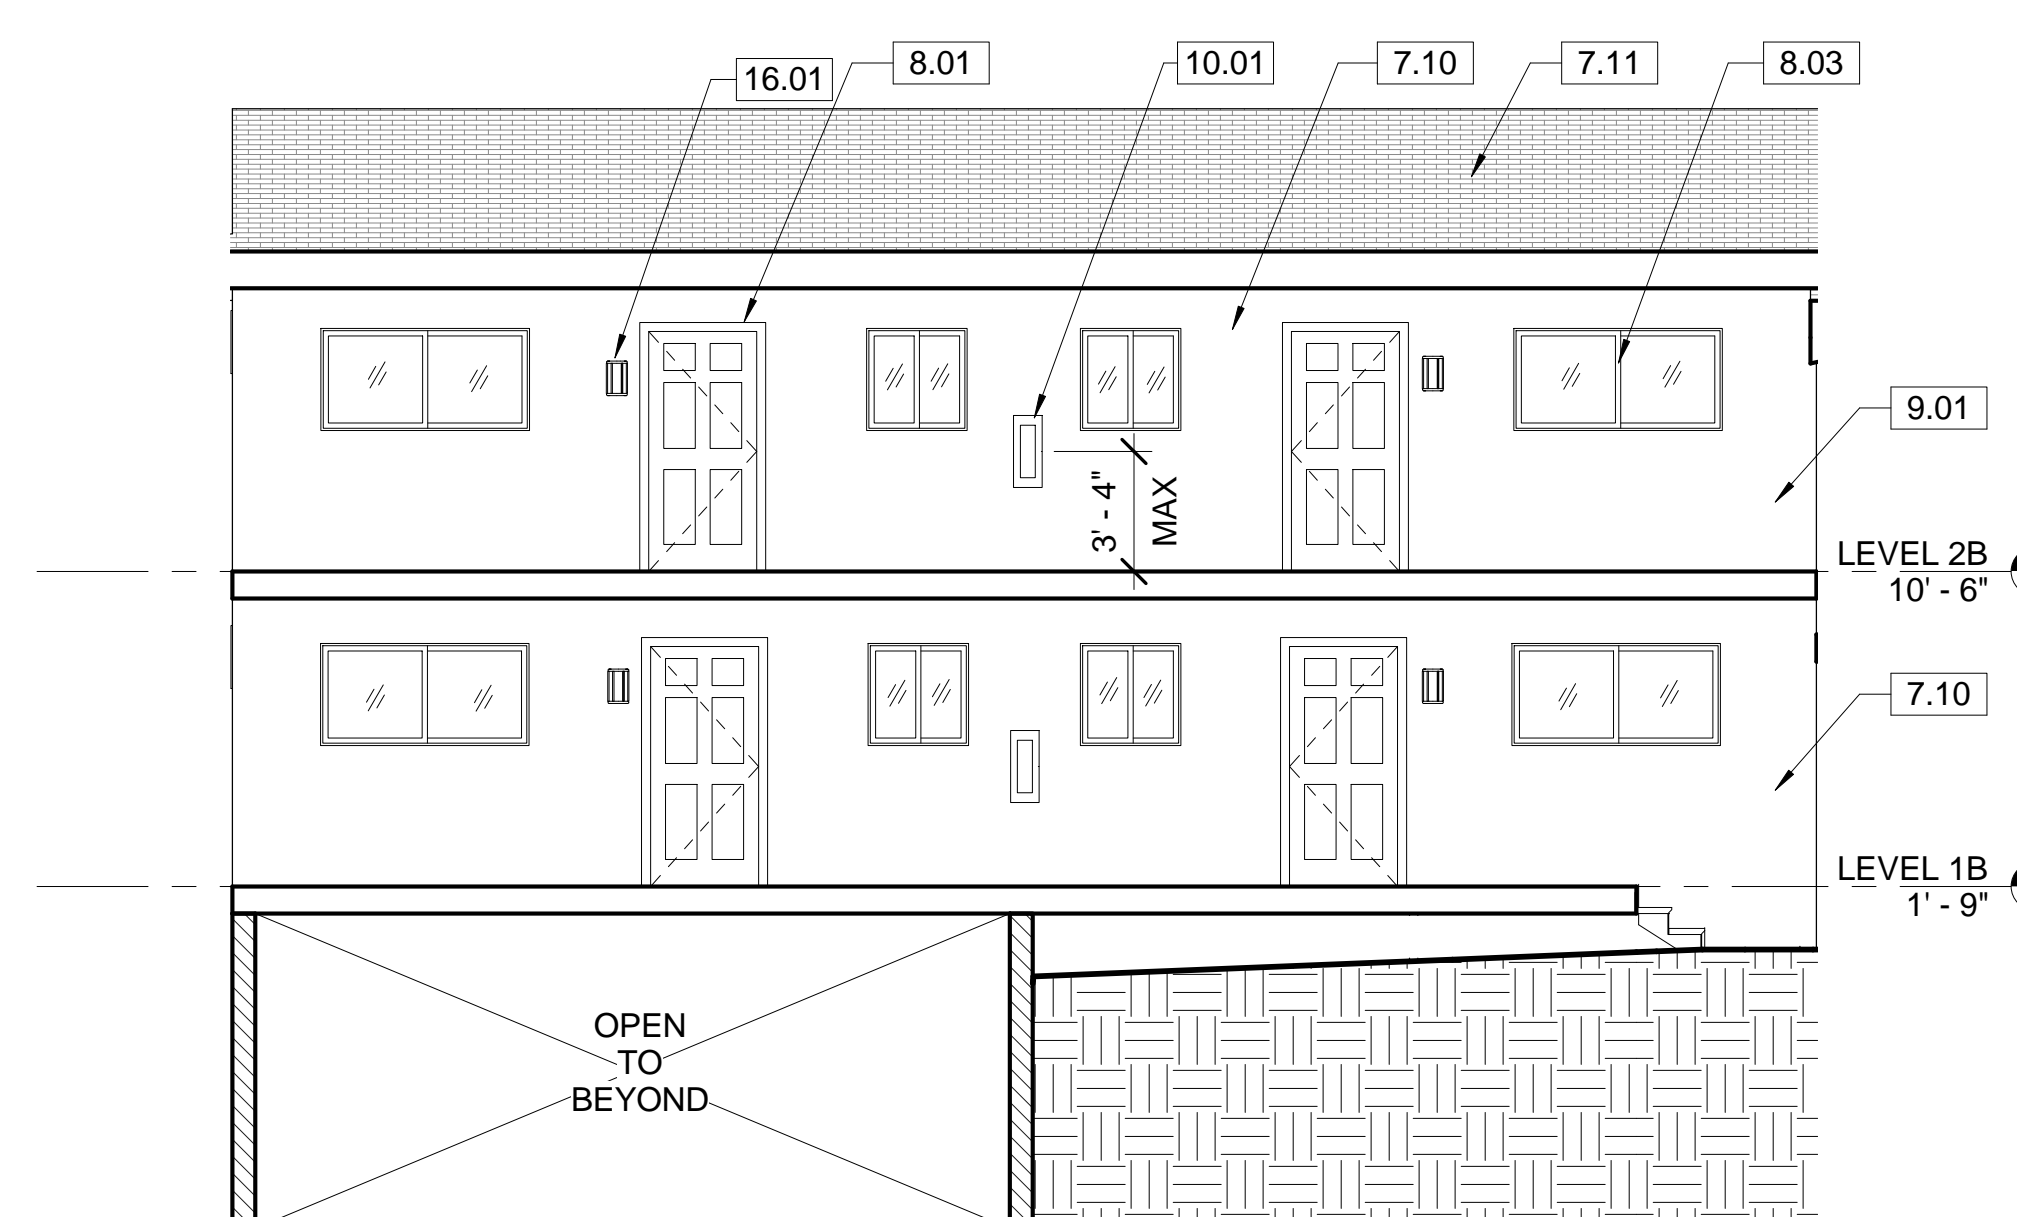 16.01
8.01
10.01
7.10
7.11
8.03
9.01
3' - 4"
MAX
LEVEL 2B
10' - 6"
7.10
LEVEL 1B
1' - 9"
OPEN
TO
BEYOND